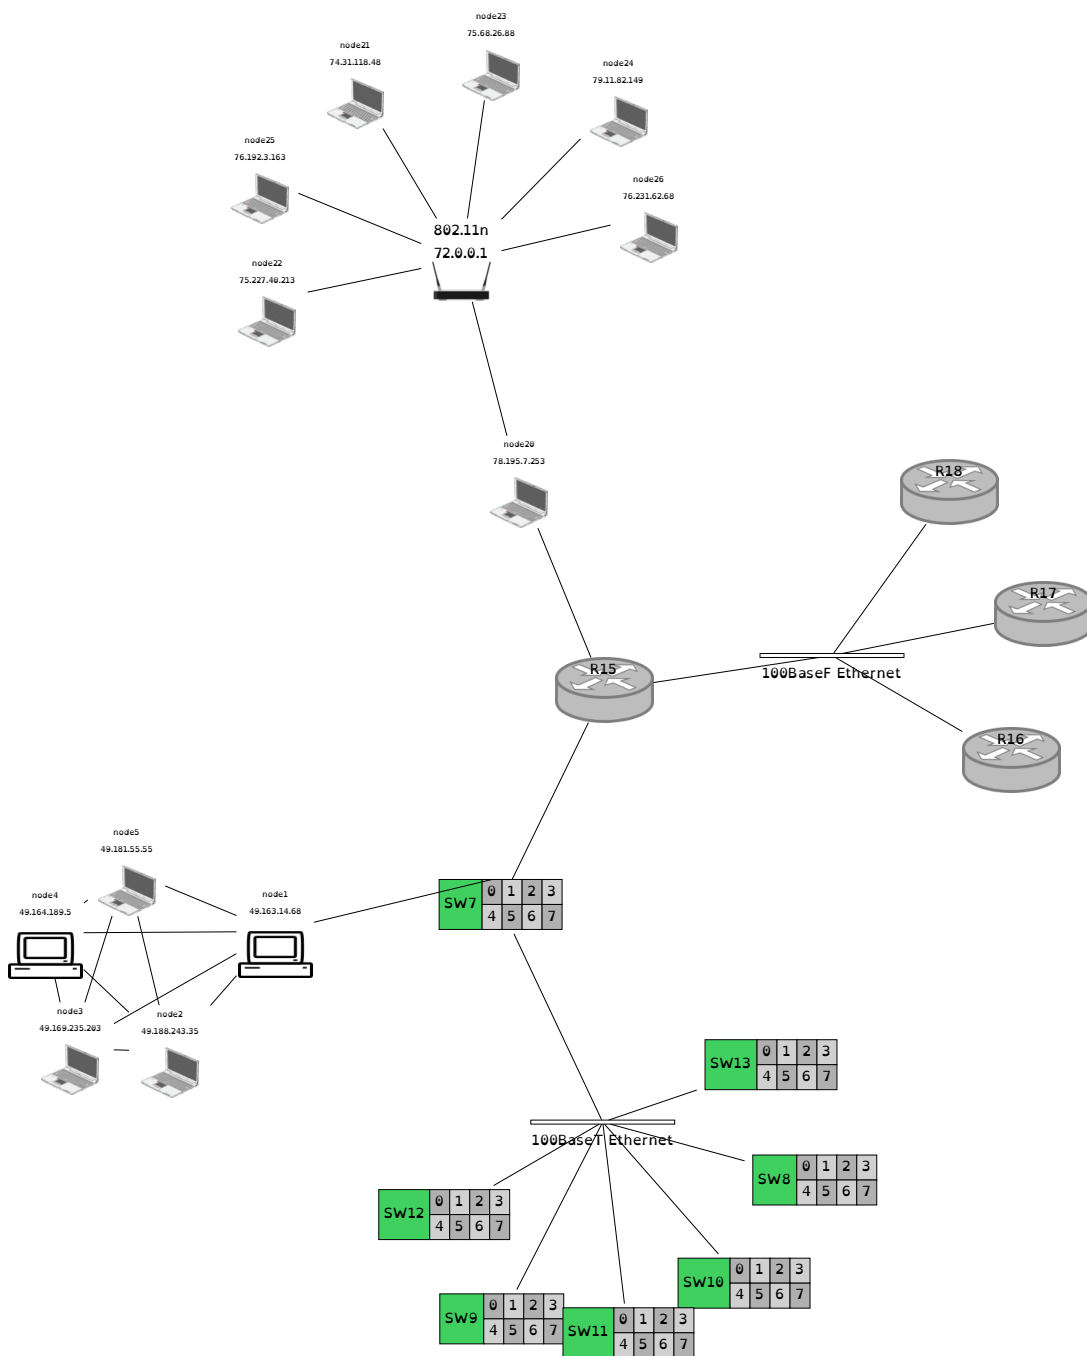 node23
75.68.26.88
node21
74.31.118.48
node24
79.11.82.149
node25
76.192.3.163
node26
76.231.62.68
802.11n
72.0.0.1
node22
75.227.40.213
node20
78.195.7.253
R18
R17
R15
100BaseF Ethernet
R16
node5
49.181.55.55
node4
49.164.189.5
node1
49.163.14.68
SW7
0 1 2 3
4 5 6 7
node3
49.169.235.203
node2
49.188.243.35
SW13
0 1 2 3
4 5 6 7
100BaseT Ethernet
SW8
0 1 2 3
4 5 6 7
SW12
0 1 2 3
4 5 6 7
SW10
0 1 2 3
4 5 6 7
SW9
0 1 2 3
4 5 6 7
SW11
0 1 2 3
4 5 6 7